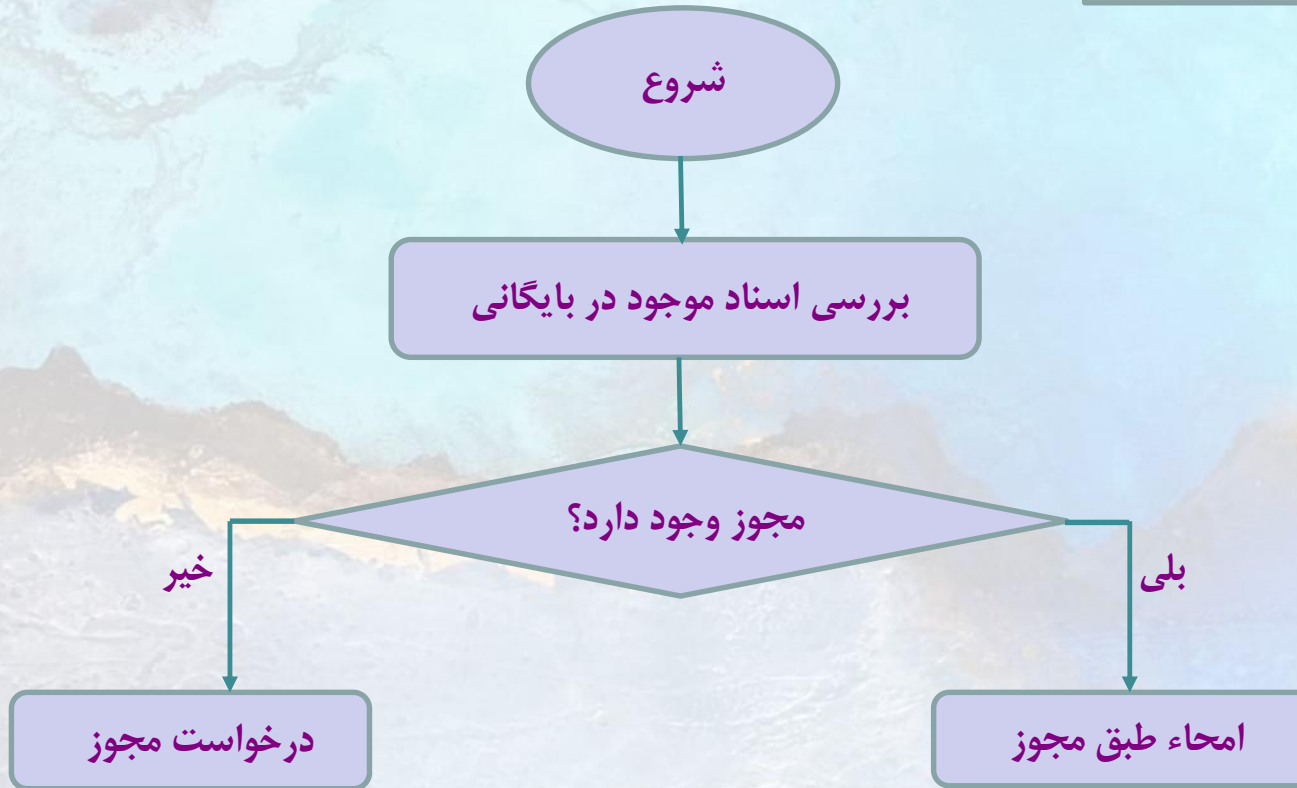 شروع
بررسی اسناد موجود در بایگانی
مجوز وجود دارد؟
بلی
خیر
امحاء طبق مجوز
درخواست مجوز